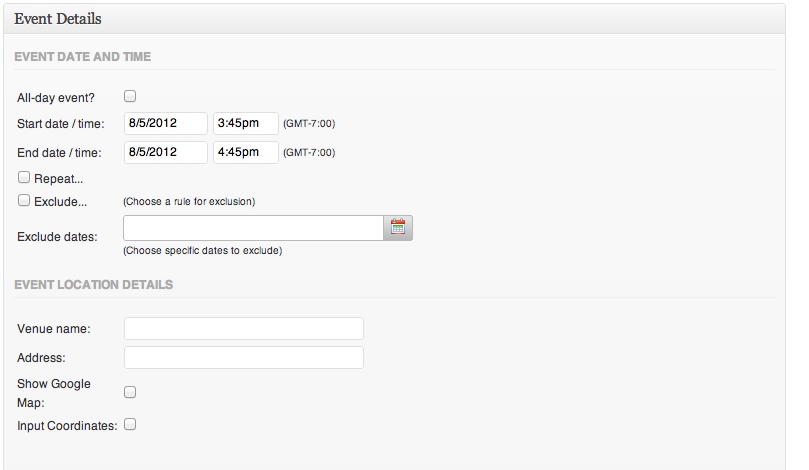 Event Details
EVENT DATE AND TIME
All-day event?
Start date / time: 8/5/2012 3:45pm (GMT-7:00)
End date / time: 8/5/2012 4:45pm (GMT-7:00)
Repeat...
Exclude... (Choose a rule for exclusion)
Exclude dates:
(Choose specific dates to exclude)
EVENT LOCATION DETAILS
Venue name:
Address:
Show Google
Map:
Input Coordinates: